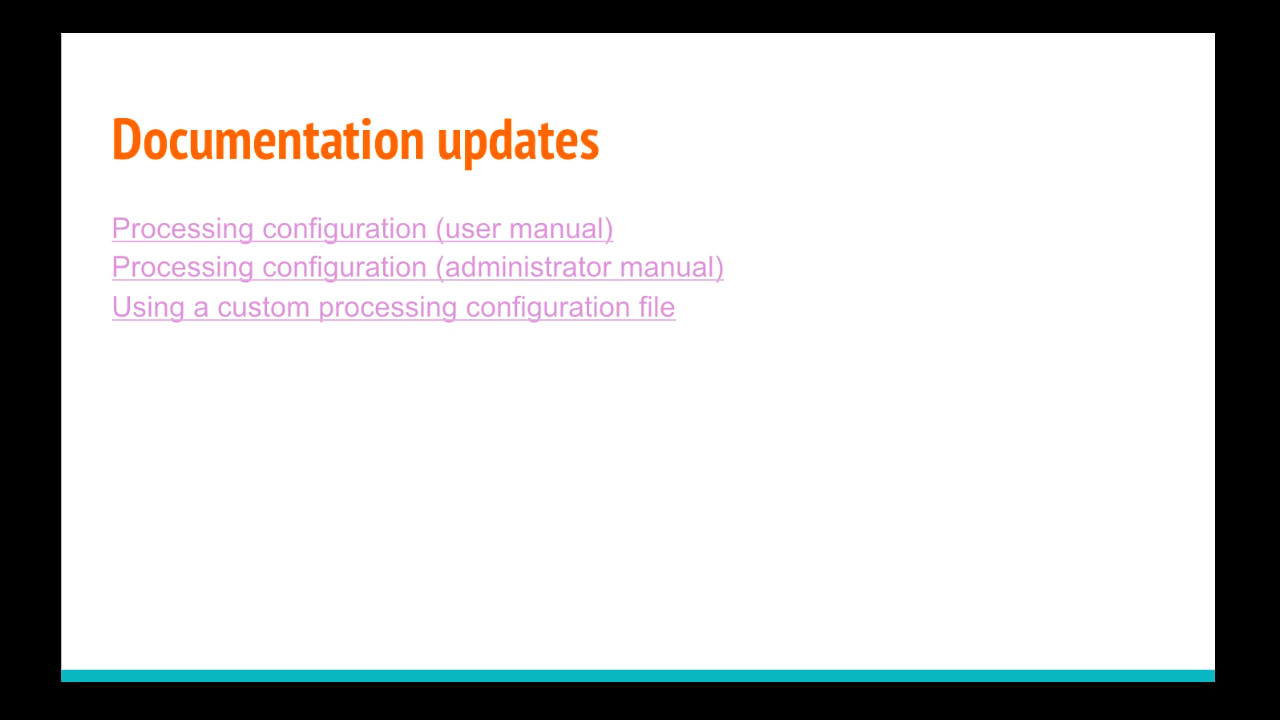 Documentation updates
Processing configuration (user manual)
Processing configuration (administrator manual)
Using a custom processing configuration file